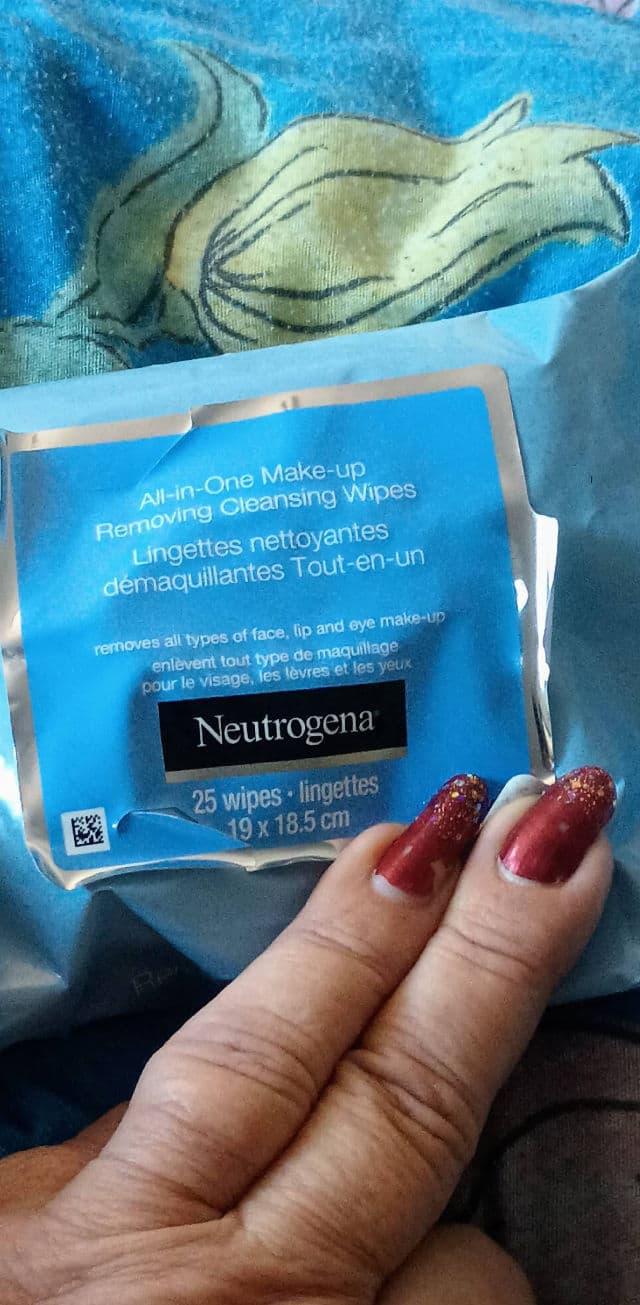 All-in-One Make-up
Removing Cleansing Wipes
Lingettes nettoyantes
démaquillantes Tout-en-un
removes all types of face, lip and eye make-up
enlèvent tout type de maquillage
pour le visage, les lèvres et les yeux
Neutrogena
25 wipes • lingettes
19 x 18.5 cm